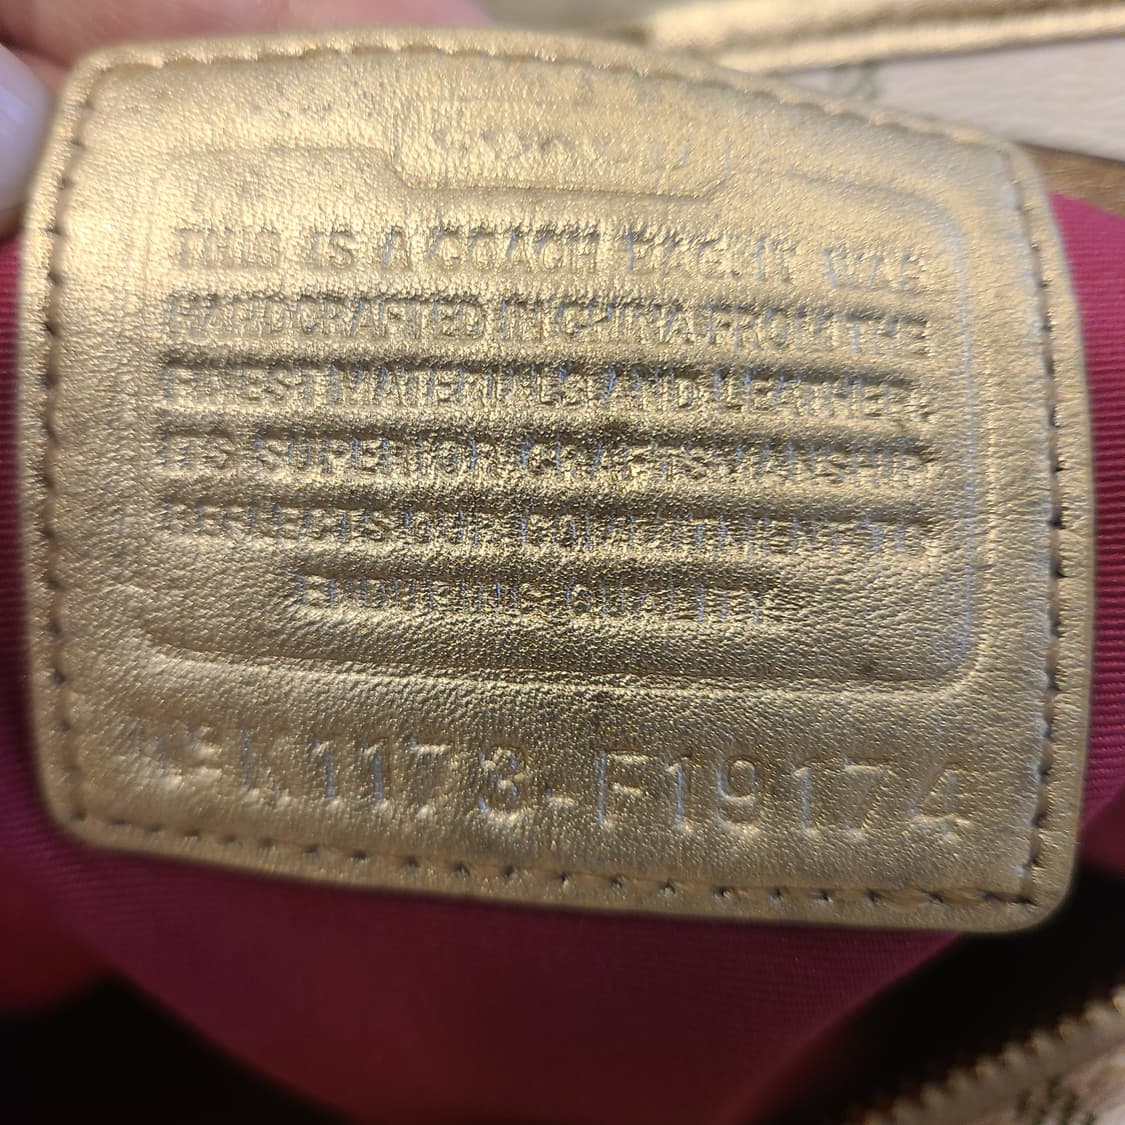 THIS IS A COACH BAG. IT WAS
HANDCRAFTED IN CHINA FROM THE
FINEST MATERIALS AND LEATHER.
ITS SUPERIOR CRAFTSMANSHIP
REFLECTS OUR COMMITMENT TO
ENDURING QUALITY.
K1173-F19174